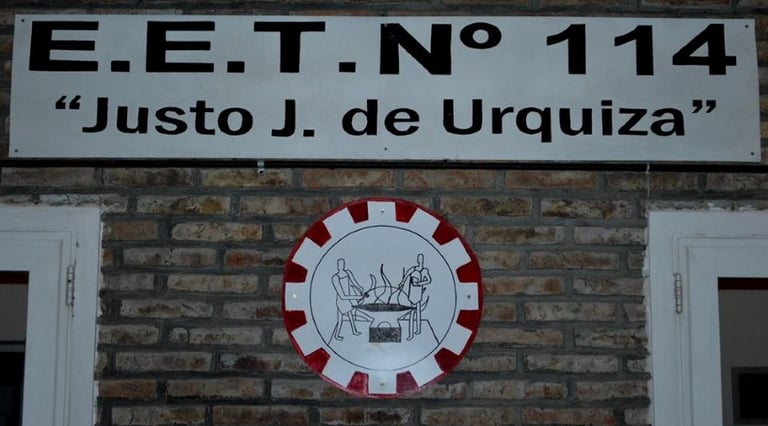 E.E.T.Nº 114
“Justo J. de Urquiza”